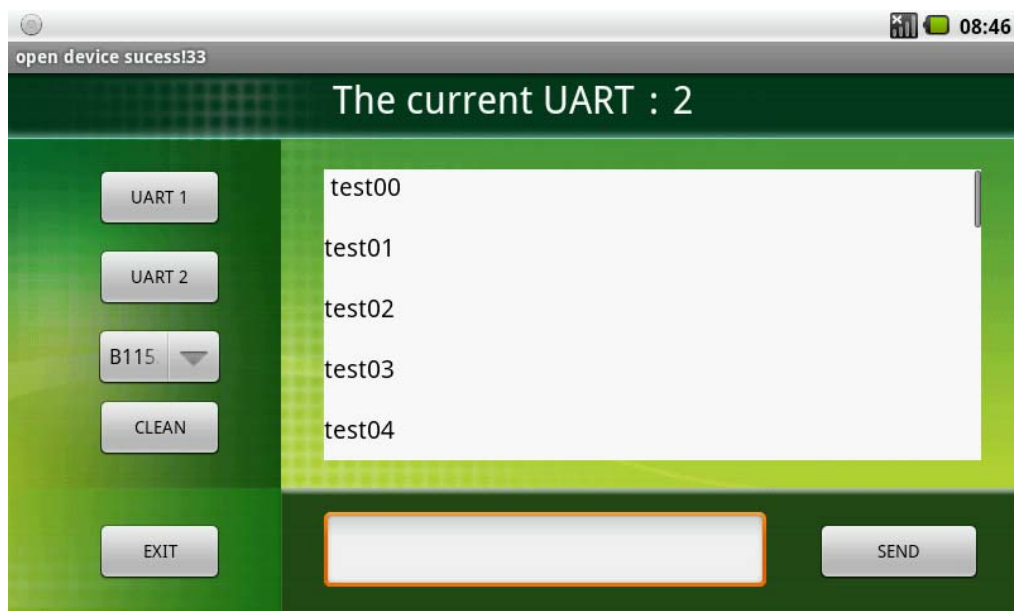 08:46
open device sucess!33
The current UART : 2
UART 1
UART 2
B115.
CLEAN
EXIT
test00
test01
test02
test03
test04
SEND